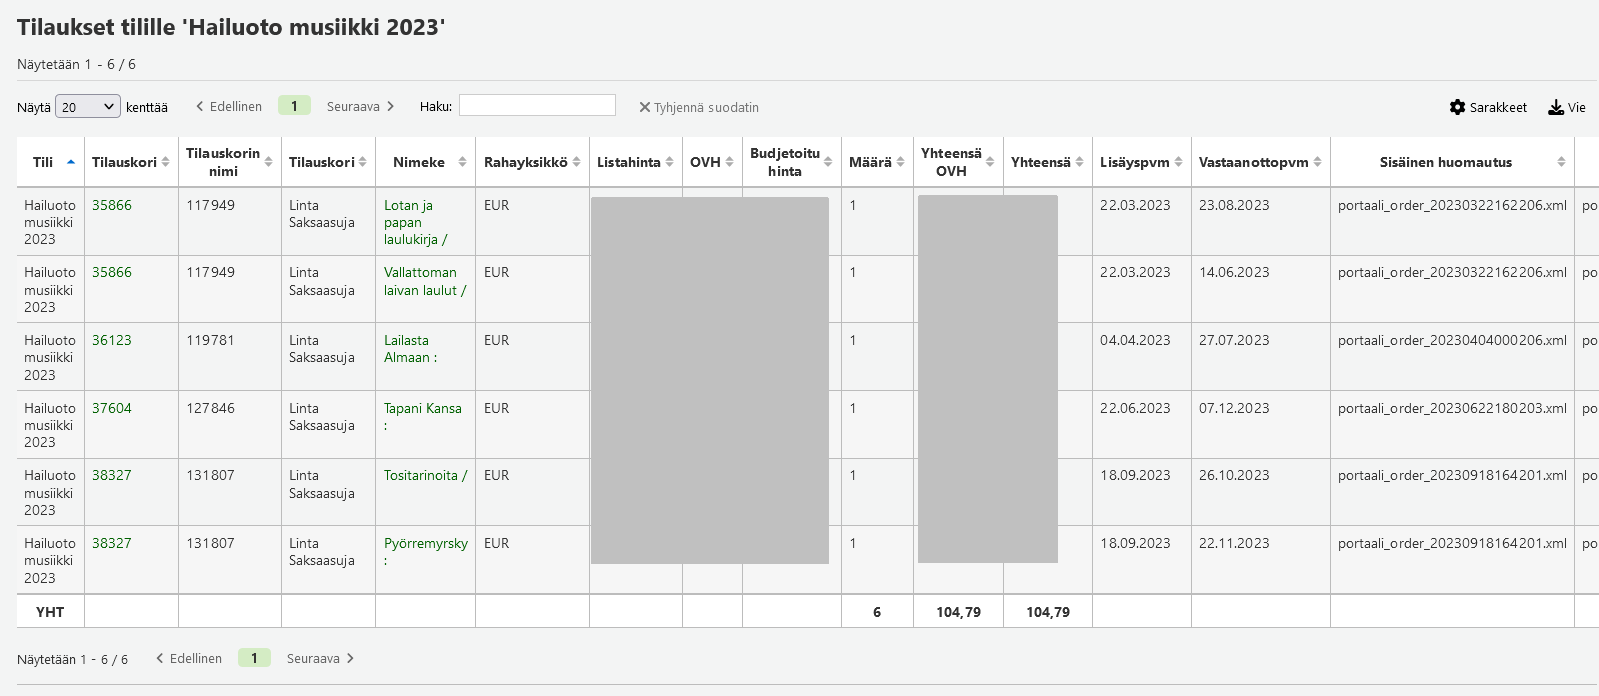 Tilaukset tilille 'Hailuoto musiikki 2023'
Näytetään 1 - 6 / 6
Näytä 20 kenttää Edellinen 1 Seuraava Haku: Tyhjennä suodatin Sarakkeet Vie
Tili Tilauskori Tilauskorin nimi Tilauskori Nimeke Rahayksikkö Listahinta OVH Budjetoitu hinta Määrä Yhteensä OVH Yhteensä Lisäyspvm Vastaanottopvm Sisäinen huomautus
Hailuoto musiikki 2023 35866 117949 Linta Saksaasuja Lotan ja papan laulukirja / EUR 1 22.03.2023 23.08.2023 portaali_order_20230322162206.xml po
Hailuoto musiikki 2023 35866 117949 Linta Saksaasuja Vallattoman laivan laulut / EUR 1 22.03.2023 14.06.2023 portaali_order_20230322162206.xml po
Hailuoto musiikki 2023 36123 119781 Linta Saksaasuja Lailasta Almaan : EUR 1 04.04.2023 27.07.2023 portaali_order_20230404000206.xml po
Hailuoto musiikki 2023 37604 127846 Linta Saksaasuja Tapani Kansa : EUR 1 22.06.2023 07.12.2023 portaali_order_20230622180203.xml po
Hailuoto musiikki 2023 38327 131807 Linta Saksaasuja Tositarinoita / EUR 1 18.09.2023 26.10.2023 portaali_order_20230918164201.xml po
Hailuoto musiikki 2023 38327 131807 Linta Saksaasuja Pyörremyrsky : EUR 1 18.09.2023 22.11.2023 portaali_order_20230918164201.xml po
YHT 6 104,79 104,79
Näytetään 1 - 6 / 6 Edellinen 1 Seuraava